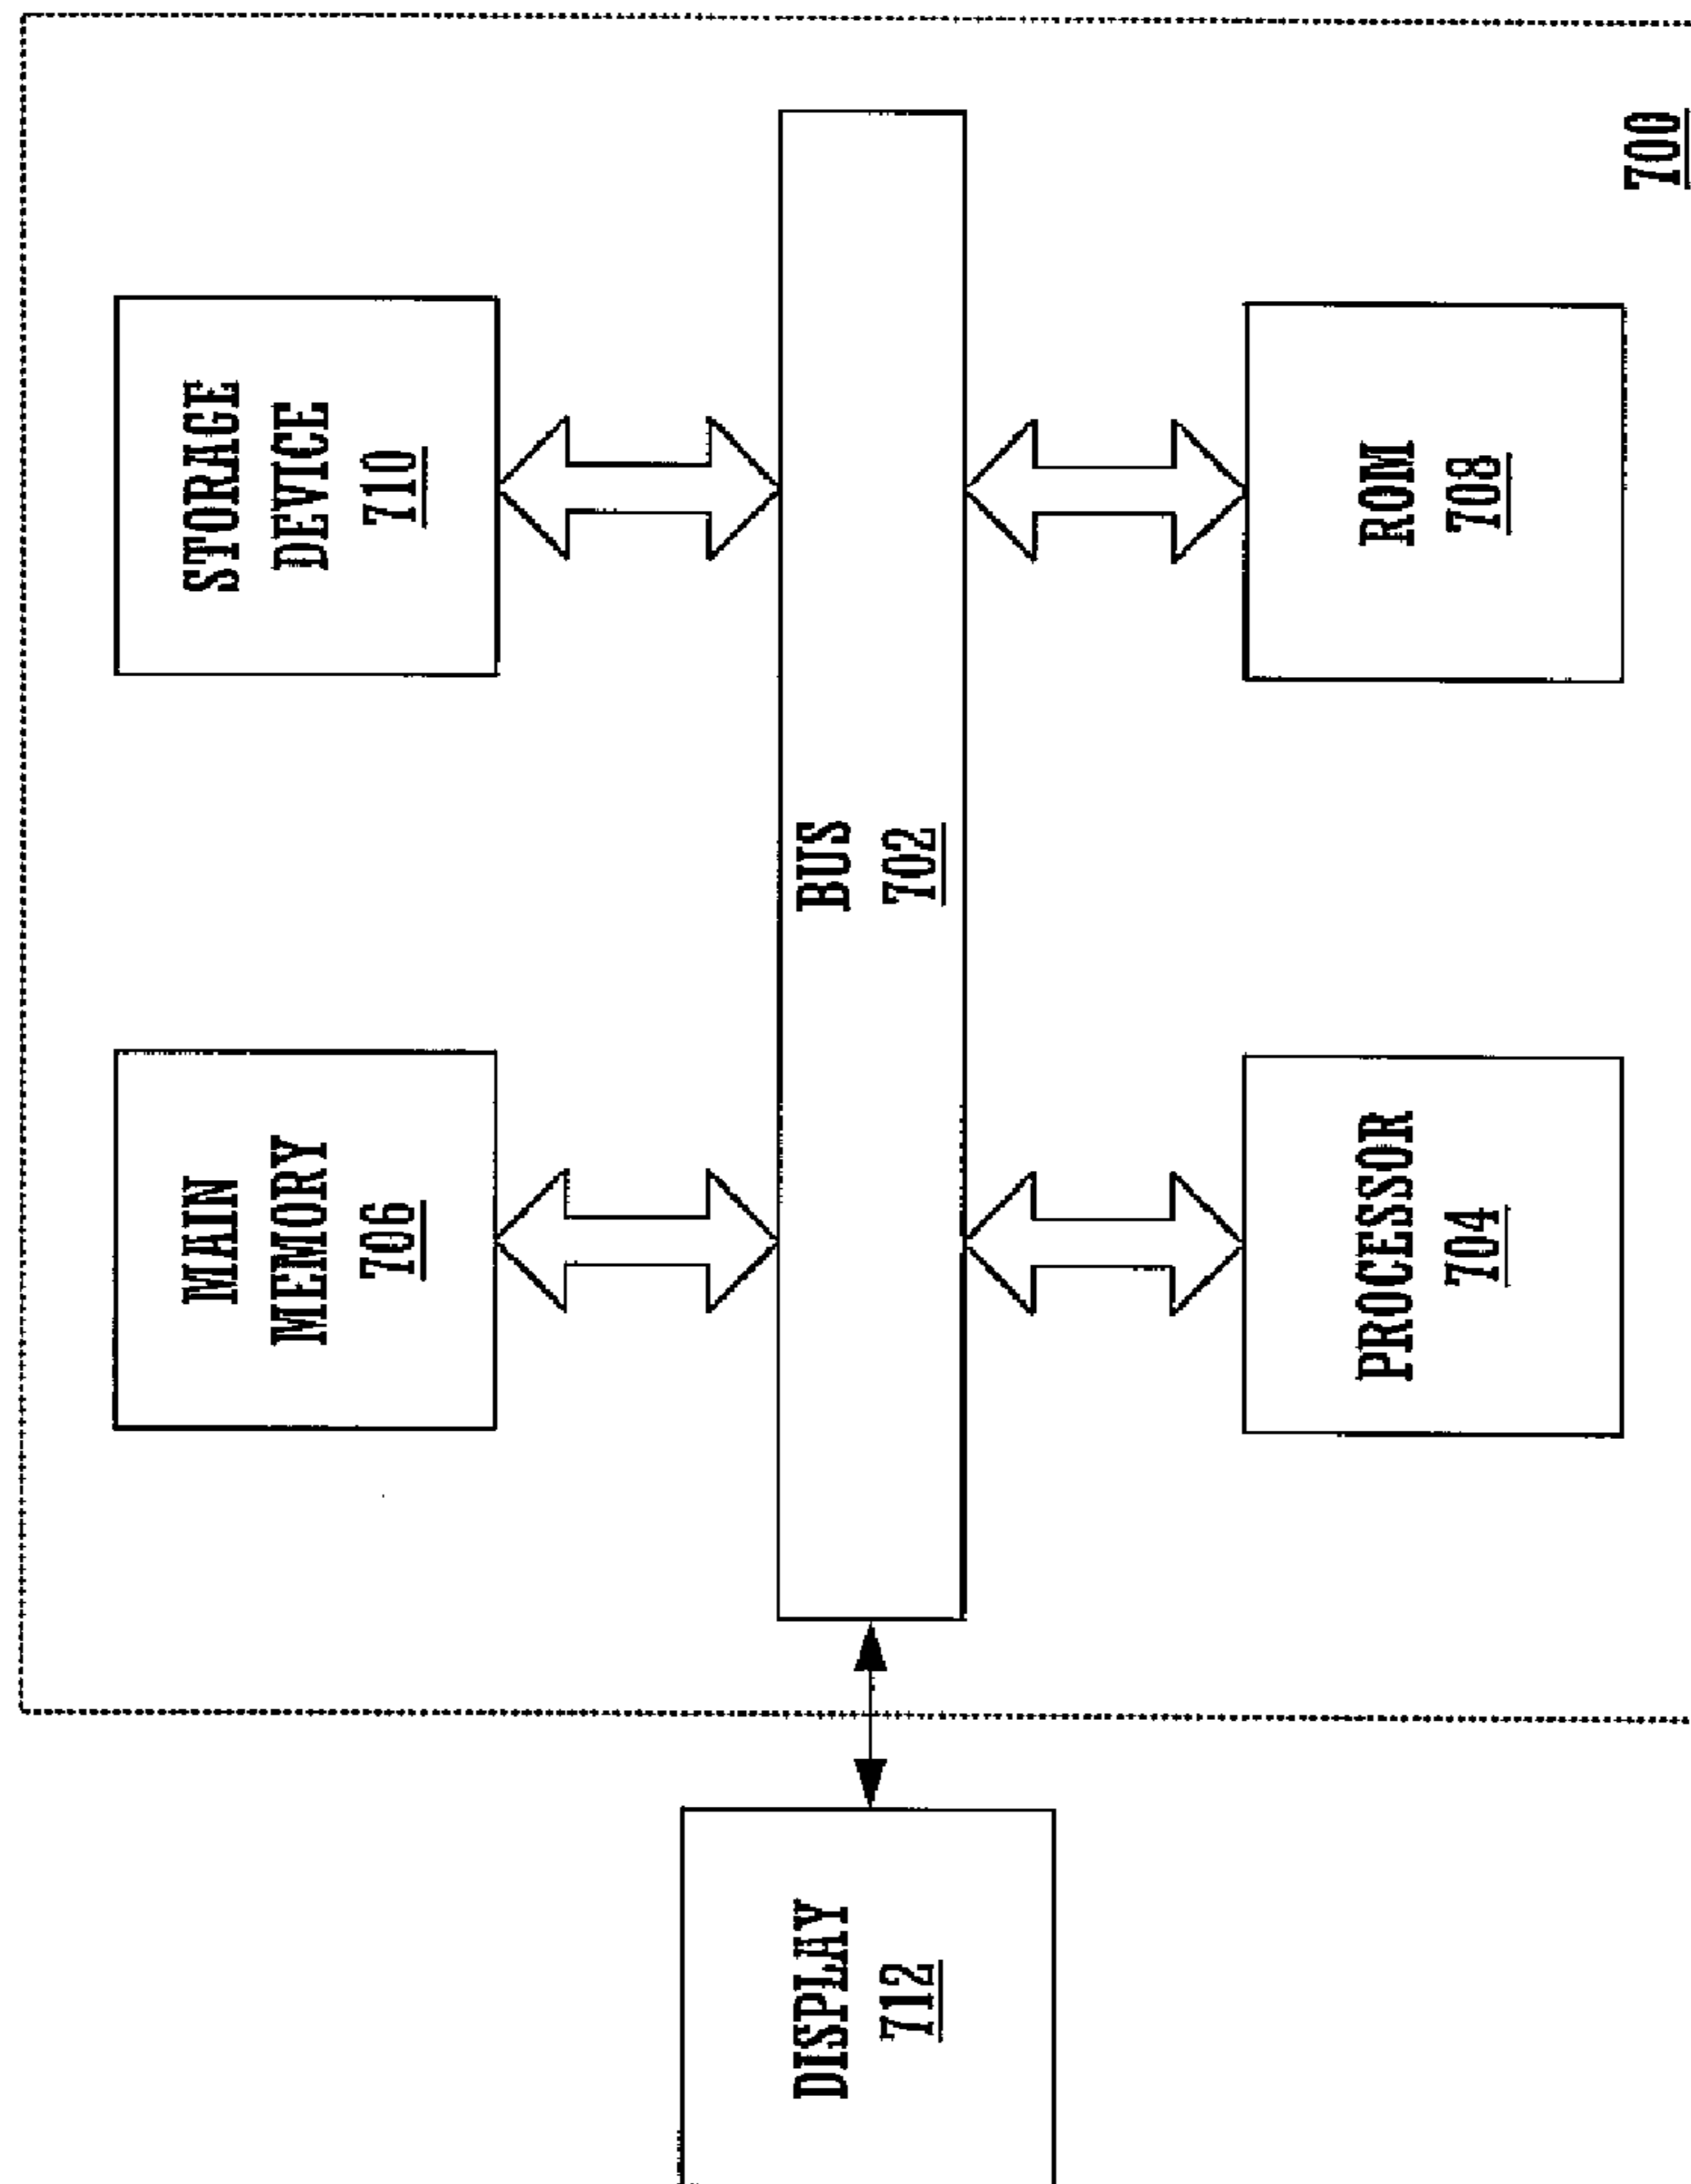 MAIN
MEMORY
706
STORAGE
DEVICE
710
BUS
702
DISPLAY
712
PROCESSOR
704
ROM
708
700